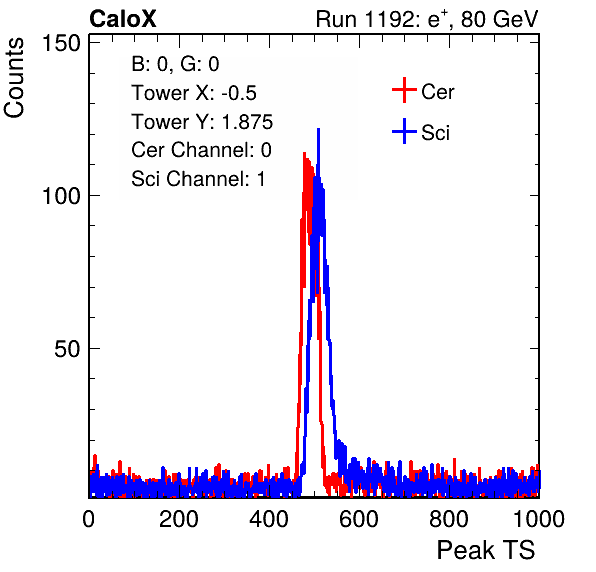 CaloX
Run 1192: e⁺, 80 GeV
Counts
150
100
50
B: 0, G: 0
Tower X: -0.5
Tower Y: 1.875
Cer Channel: 0
Sci Channel: 1
Cer
Sci
0 200 400 600 800 1000
Peak TS